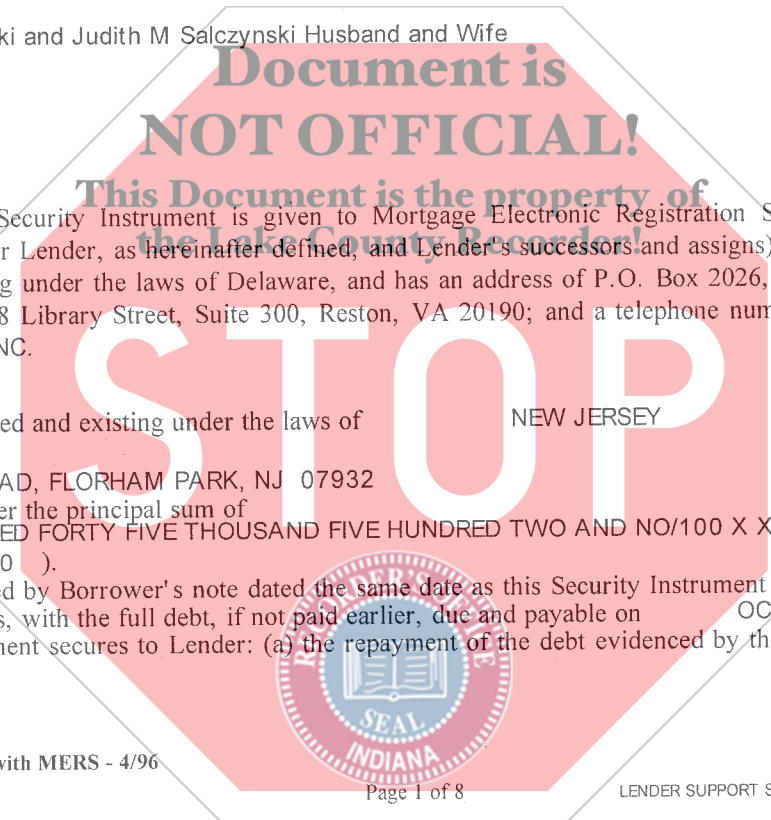 ki and Judith M Salczynski Husband and Wife
Document is
NOT OFFICIAL!
This Document is the property of
the Lake County Recorder!
Security Instrument is given to Mortgage Electronic Registration S
r Lender, as hereinafter defined, and Lender's successors and assigns)
g under the laws of Delaware, and has an address of P.O. Box 2026,
8 Library Street, Suite 300, Reston, VA 20190; and a telephone num
NC.
STOP
ed and existing under the laws of NEW JERSEY
AD, FLORHAM PARK, NJ 07932
er the principal sum of
ED FORTY FIVE THOUSAND FIVE HUNDRED TWO AND NO/100 X X
0 ).
ed by Borrower's note dated the same date as this Security Instrument
s, with the full debt, if not paid earlier, due and payable on OC
ment secures to Lender: (a) the repayment of the debt evidenced by th
SEAL
INDIANA
with MERS - 4/96
Page 1 of 8
LENDER SUPPORT S